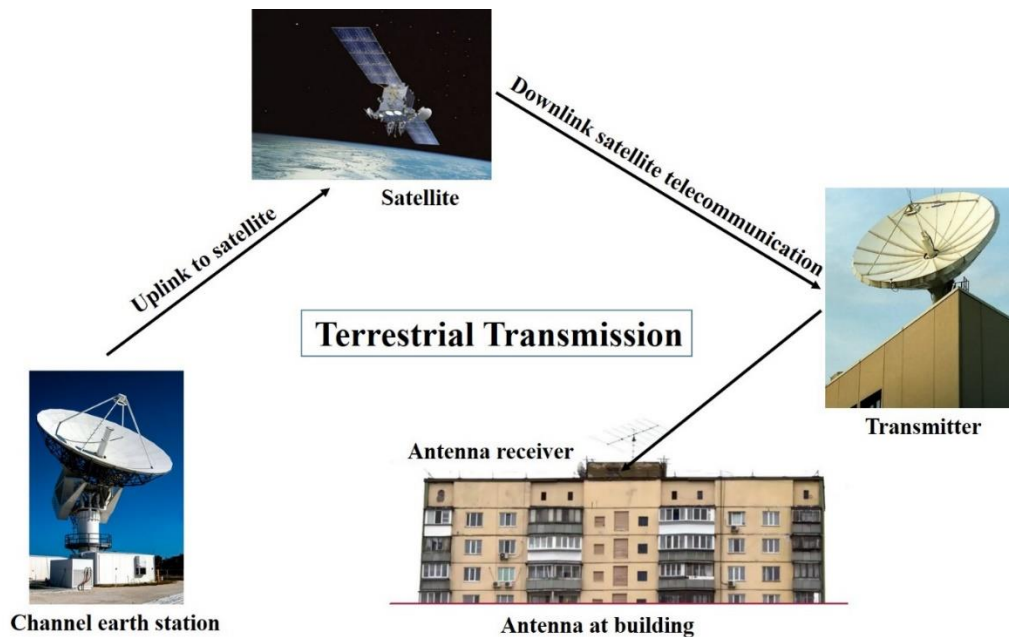 Satellite
Uplink to satellite
Downlink satellite telecommunication
Terrestrial Transmission
Transmitter
Antenna receiver
Channel earth station
Antenna at building